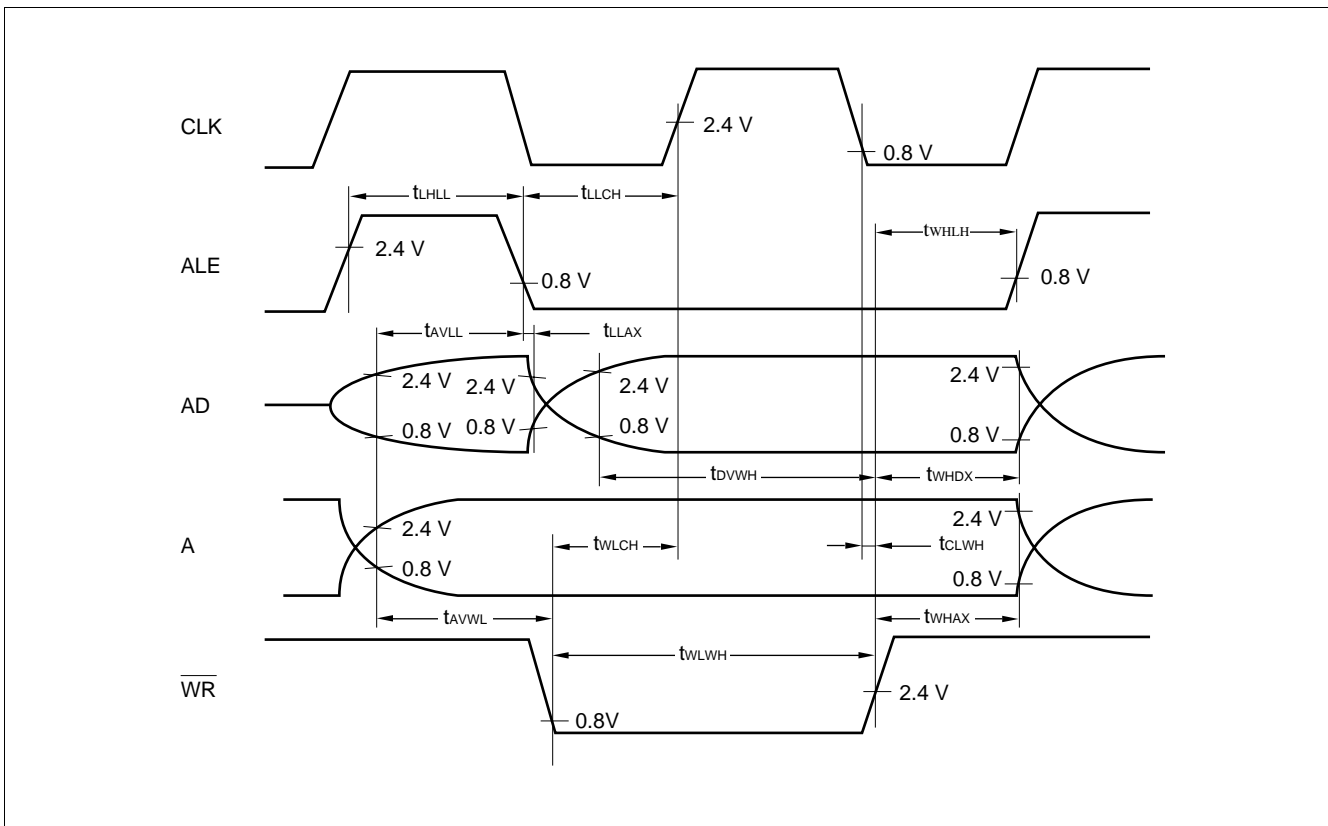 CLK
2.4 V
0.8 V
tLHLL
tLLCH
tWHLH
ALE
2.4 V
0.8 V
0.8 V
tAVLL
tLLAX
AD
2.4 V
2.4 V
2.4 V
2.4 V
0.8 V
0.8 V
0.8 V
0.8 V
tDVWH
tWHDX
A
2.4 V
2.4 V
tWLCH
tCLWH
0.8 V
0.8 V
tAVWL
tWHAX
tWLWH
WR
2.4 V
0.8V